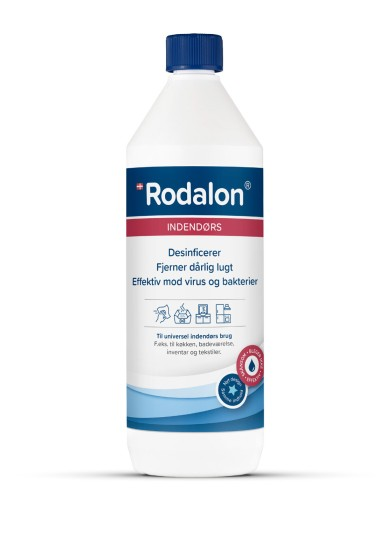 Rodalon®
INDENDØRS
Desinficerer
Fjerner dårlig lugt
Effektiv mod virus og bakterier
Til universel indendørs brug
F.eks. til køkken, badeværelse,
inventar og tekstiler.